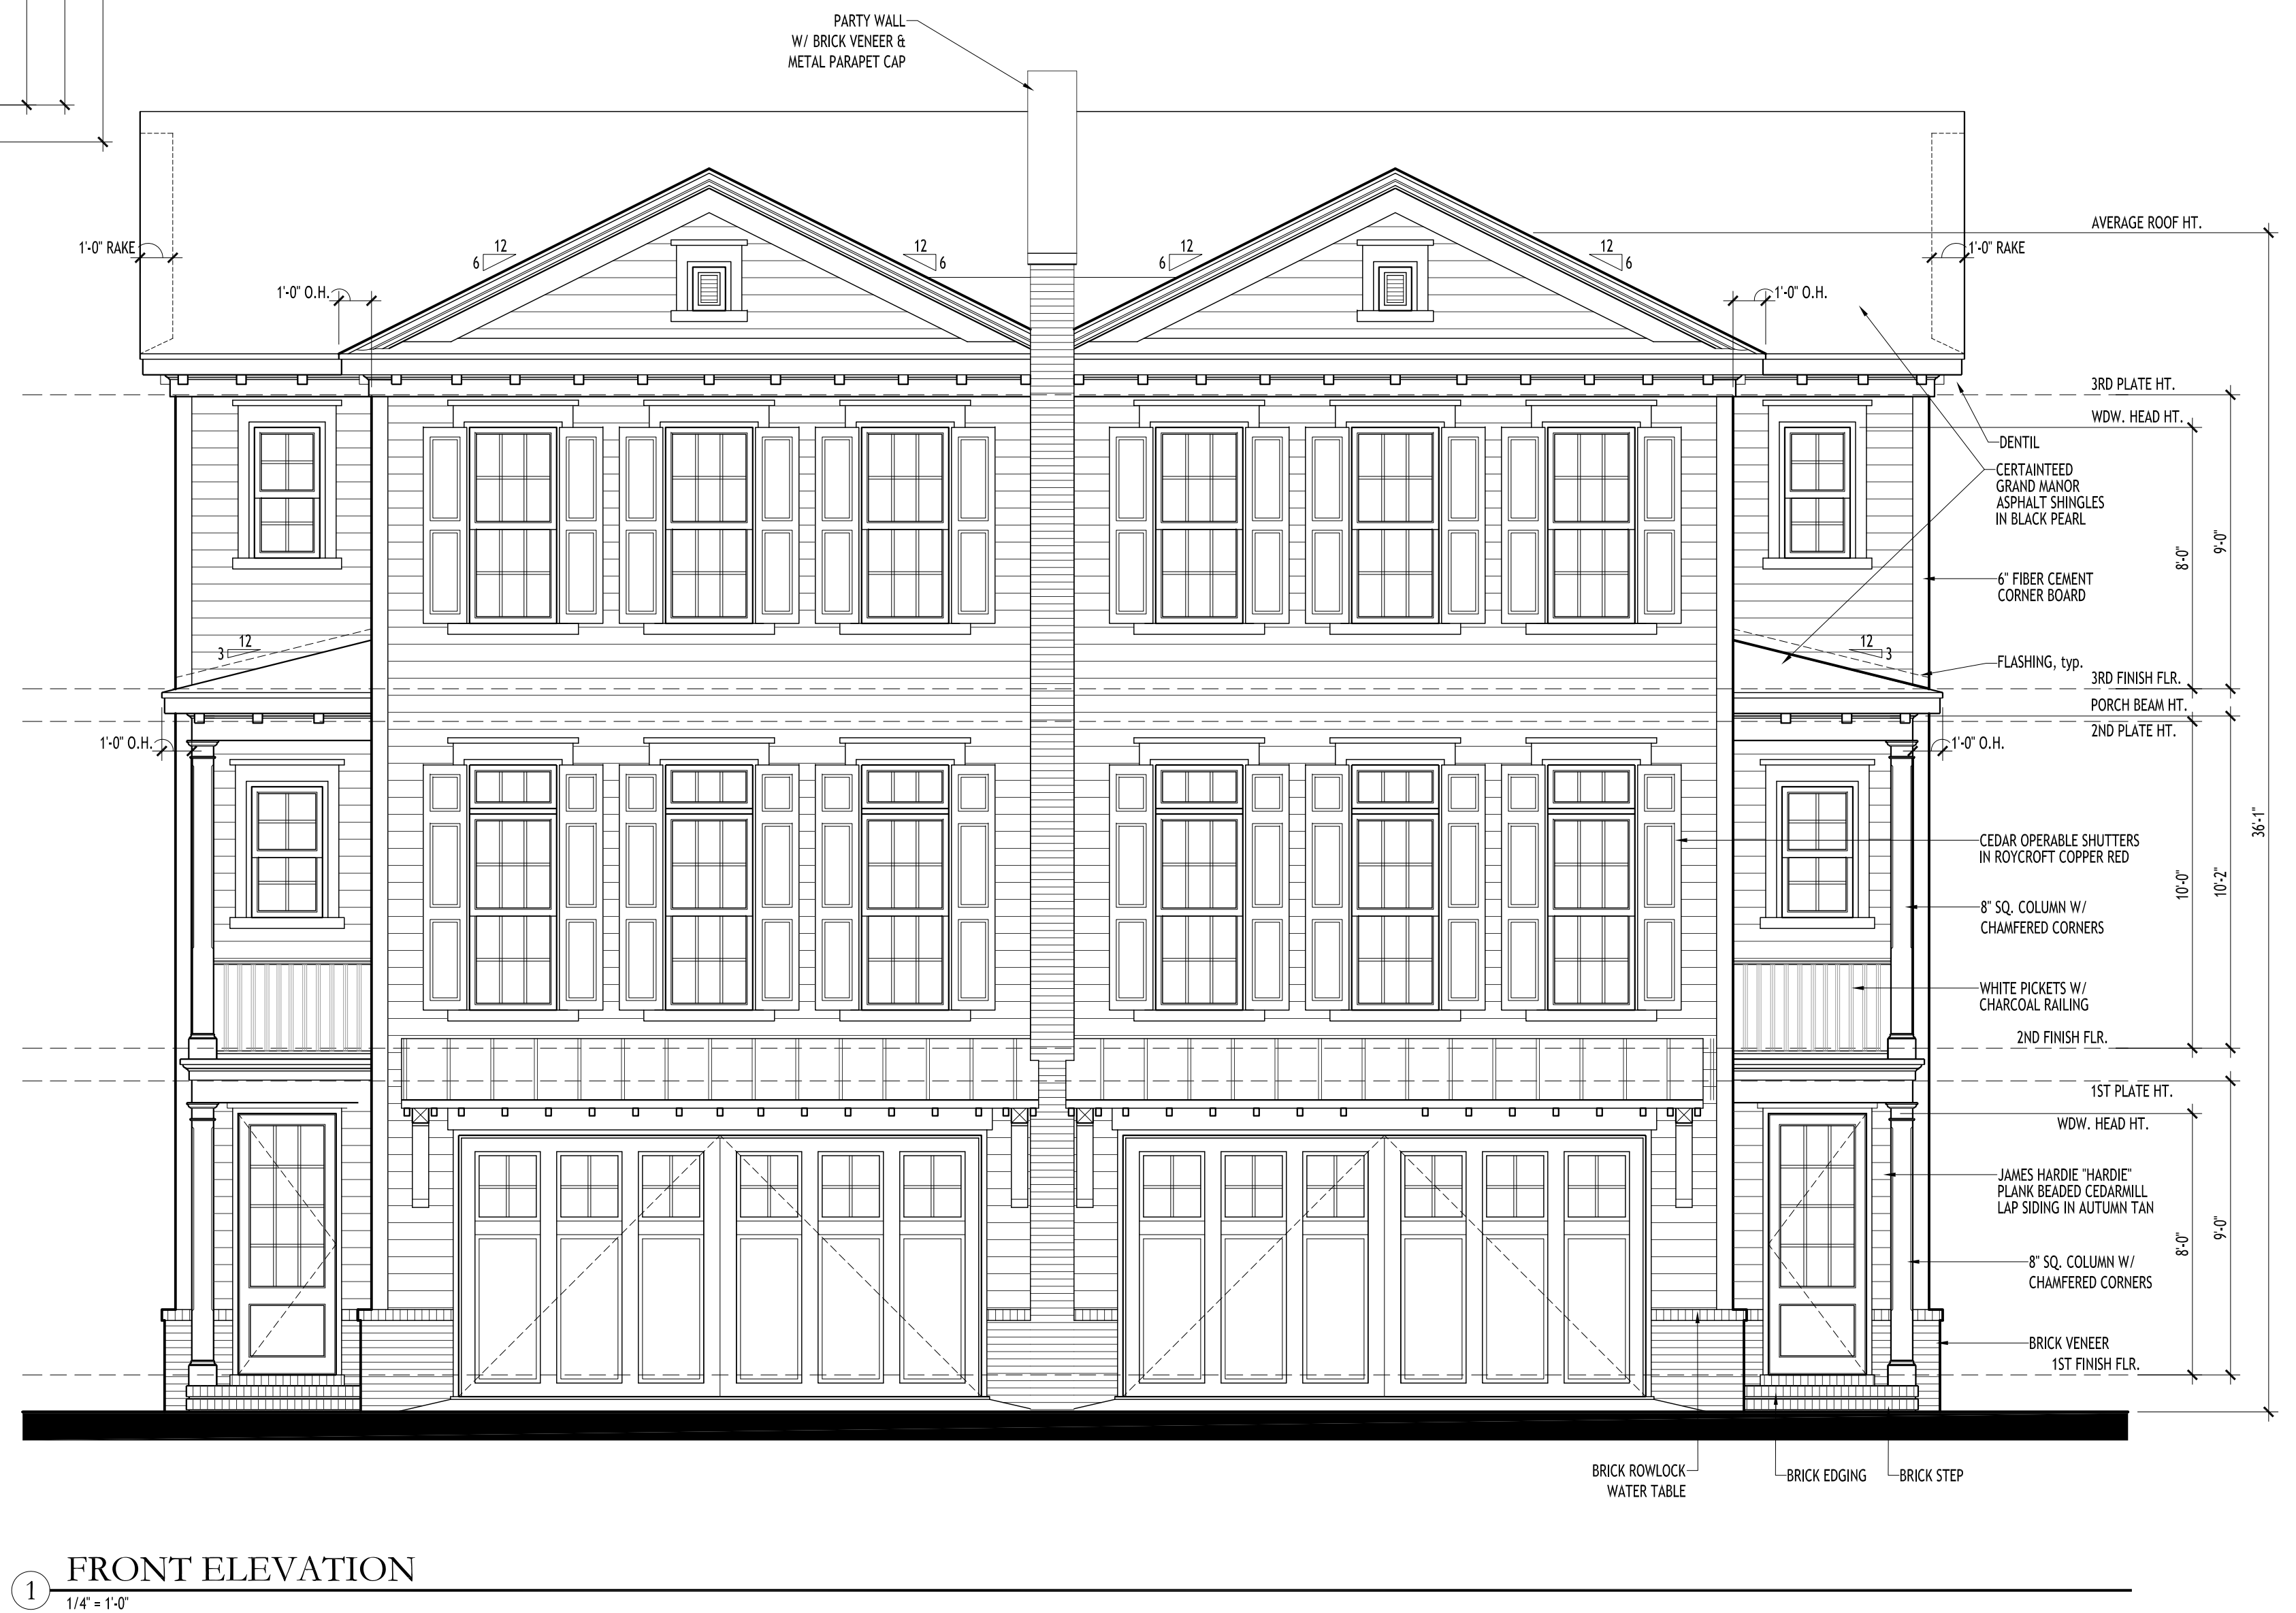 PARTY WALL
W/ BRICK VENEER &
METAL PARAPET CAP
AVERAGE ROOF HT.
1'-0" RAKE
12
6
12
6
12
6
12
6
1'-0" RAKE
1'-0" O.H.
1'-0" O.H.
3RD PLATE HT.
WDW. HEAD HT.
DENTIL
CERTAINTEED
GRAND MANOR
ASPHALT SHINGLES
IN BLACK PEARL
8'-0"
9'-0"
6" FIBER CEMENT
CORNER BOARD
12
3
12
3
FLASHING, typ.
3RD FINISH FLR.
PORCH BEAM HT.
2ND PLATE HT.
1'-0" O.H.
1'-0" O.H.
36'-1"
CEDAR OPERABLE SHUTTERS
IN ROYCROFT COPPER RED
10'-0"
10'-2"
8" SQ. COLUMN W/
CHAMFERED CORNERS
WHITE PICKETS W/
CHARCOAL RAILING
2ND FINISH FLR.
1ST PLATE HT.
WDW. HEAD HT.
JAMES HARDIE "HARDIE"
PLANK BEADED CEDARMILL
LAP SIDING IN AUTUMN TAN
8'-0"
9'-0"
8" SQ. COLUMN W/
CHAMFERED CORNERS
BRICK VENEER
1ST FINISH FLR.
BRICK ROWLOCK
WATER TABLE
BRICK EDGING
BRICK STEP
1
FRONT ELEVATION
1/4" = 1'-0"